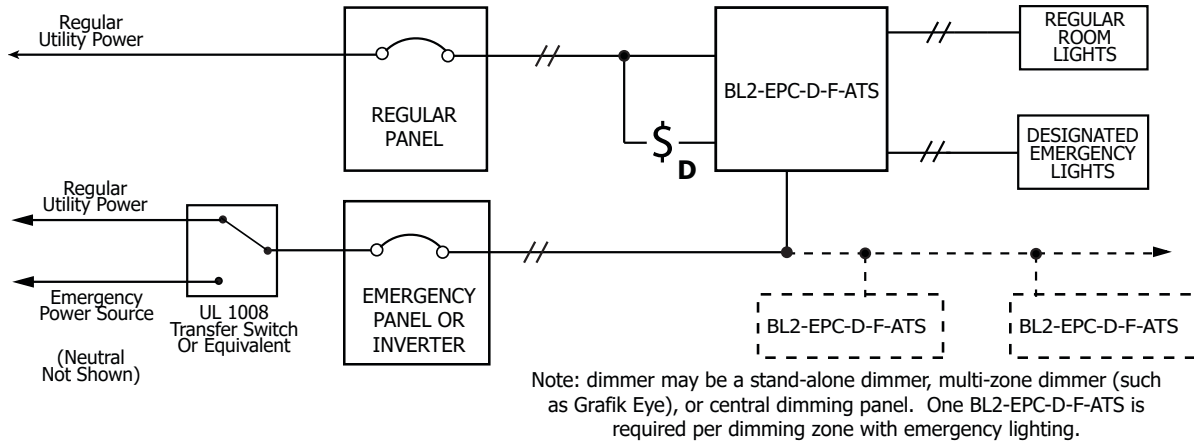 Regular
Utility Power
REGULAR
PANEL
$
D
BL2-EPC-D-F-ATS
REGULAR
ROOM
LIGHTS
DESIGNATED
EMERGENCY
LIGHTS
Regular
Utility Power
Emergency
Power Source
(Neutral
Not Shown)
UL 1008
Transfer Switch
Or Equivalent
EMERGENCY
PANEL OR
INVERTER
BL2-EPC-D-F-ATS
BL2-EPC-D-F-ATS
Note: dimmer may be a stand-alone dimmer, multi-zone dimmer (such
as Grafik Eye), or central dimming panel. One BL2-EPC-D-F-ATS is
required per dimming zone with emergency lighting.